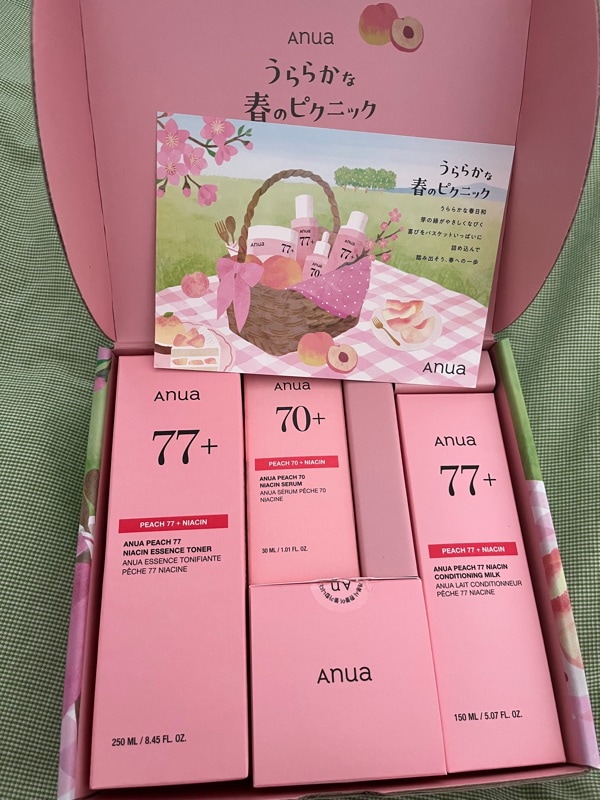 Anua
うららかな
春のピクニック
うららかな
春のピクニック
うららかな春日和
芽の緑がやさしくなびく
喜びをバスケットいっぱいに
詰め込んで
踏み出そう、春への一歩
Anua
77+
77+
70+
77+
Anua
Anua
77+
PEACH 77 + NIACIN
ANUA PEACH 77
NIACIN ESSENCE TONER
ANUA ESSENCE TONIFIANTE
PÊCHE 77 NIACINE
250 ML / 8.45 FL. OZ.
Anua
70+
PEACH 70 + NIACIN
ANUA PEACH 70
NIACIN SERUM
ANUA SÉRUM PÊCHE 70
NIACINE
30 ML / 1.01 FL. OZ.
Anua
Anua
77+
PEACH 77 + NIACIN
ANUA PEACH 77 NIACIN
CONDITIONING MILK
ANUA LAIT CONDITIONNEUR
PÊCHE 77 NIACINE
150 ML / 5.07 FL. OZ.